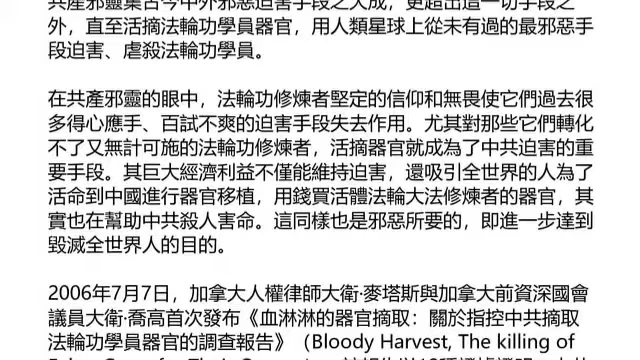 共產邪靈集古今中外邪惡迫害手段之大成，更超出這一切手段之
外，直至活摘法輪功學員器官，用人類星球上從未有過的最邪惡手
段迫害、虐殺法輪功學員。
在共產邪靈的眼中，法輪功修煉者堅定的信仰和無畏使它們過去很
多得心應手、百試不爽的迫害手段失去作用。尤其對那些它們轉化
不了又無計可施的法輪功修煉者，活摘器官就成為了中共迫害的重
要手段。其巨大經濟利益不僅能維持迫害，還吸引全世界的人為了
活命到中國進行器官移植，用錢買活體法輪大法修煉者的器官，其
實也在幫助中共殺人害命。這同樣也是邪惡所要的，即進一步達到
毀滅全世界人的目的。
2006年7月7日，加拿大人權律師大衛·麥塔斯與加拿大前資深國會
議員大衛·喬高首次發布《血淋淋的器官摘取：關於指控中共摘取
法輪功學員器官的調查報告》（Bloody Harvest, The killing of